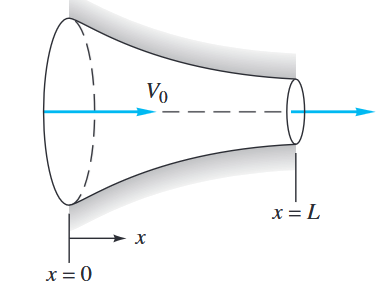 V₀
x = L
x
x = 0